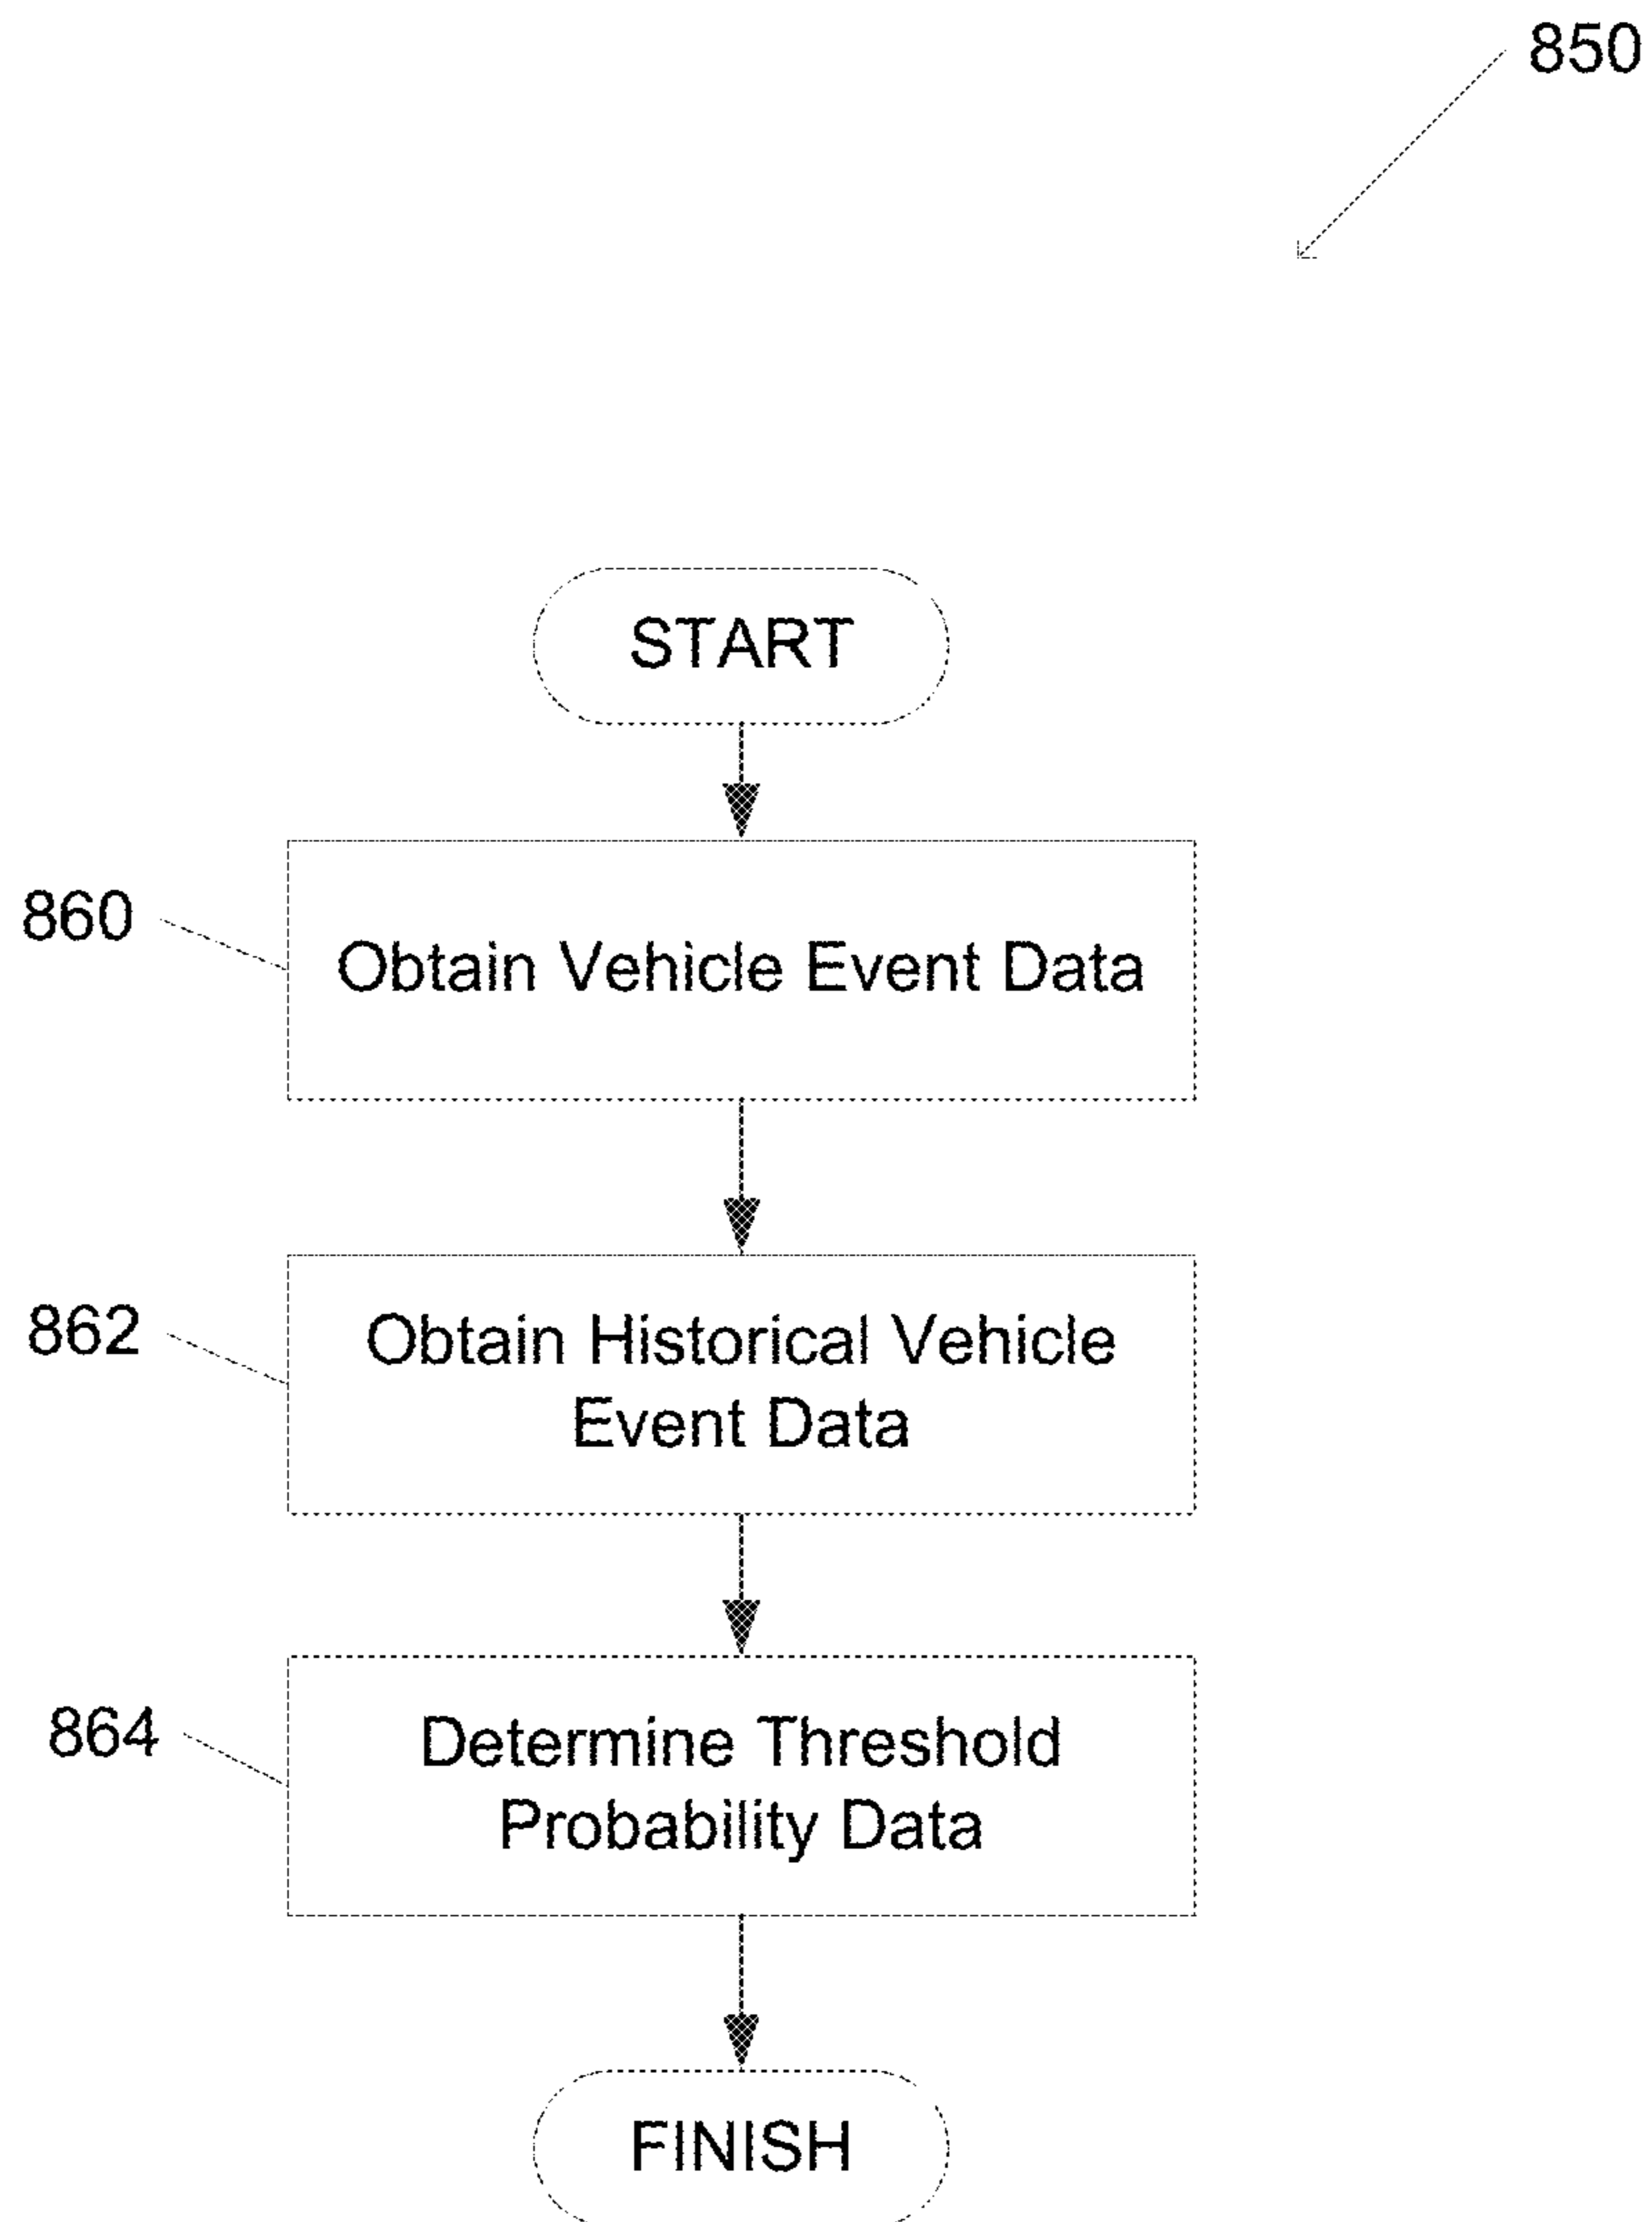 850
START
860
Obtain Vehicle Event Data
862
Obtain Historical Vehicle
Event Data
864
Determine Threshold
Probability Data
FINISH